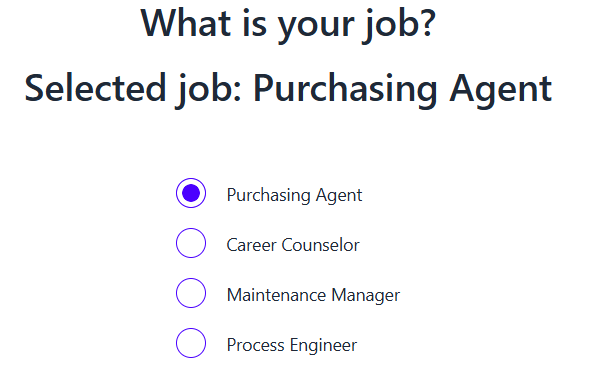 What is your job?
Selected job: Purchasing Agent
Purchasing Agent
Career Counselor
Maintenance Manager
Process Engineer